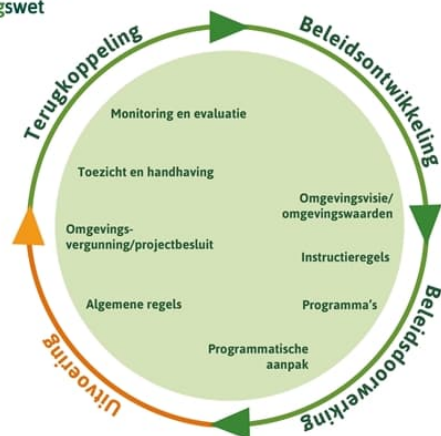 gswet
Terugkoppeling
Beleidsontwikkeling
Monitoring en evaluatie
Toezicht en handhaving
Omgevingsvisie/
omgevingswaarden
Omgevings-
vergunning/projectbesluit
Instructieregels
Algemene regels
Programma's
Programmatische
aanpak
Uitvoering
Beleidsdoorwerking